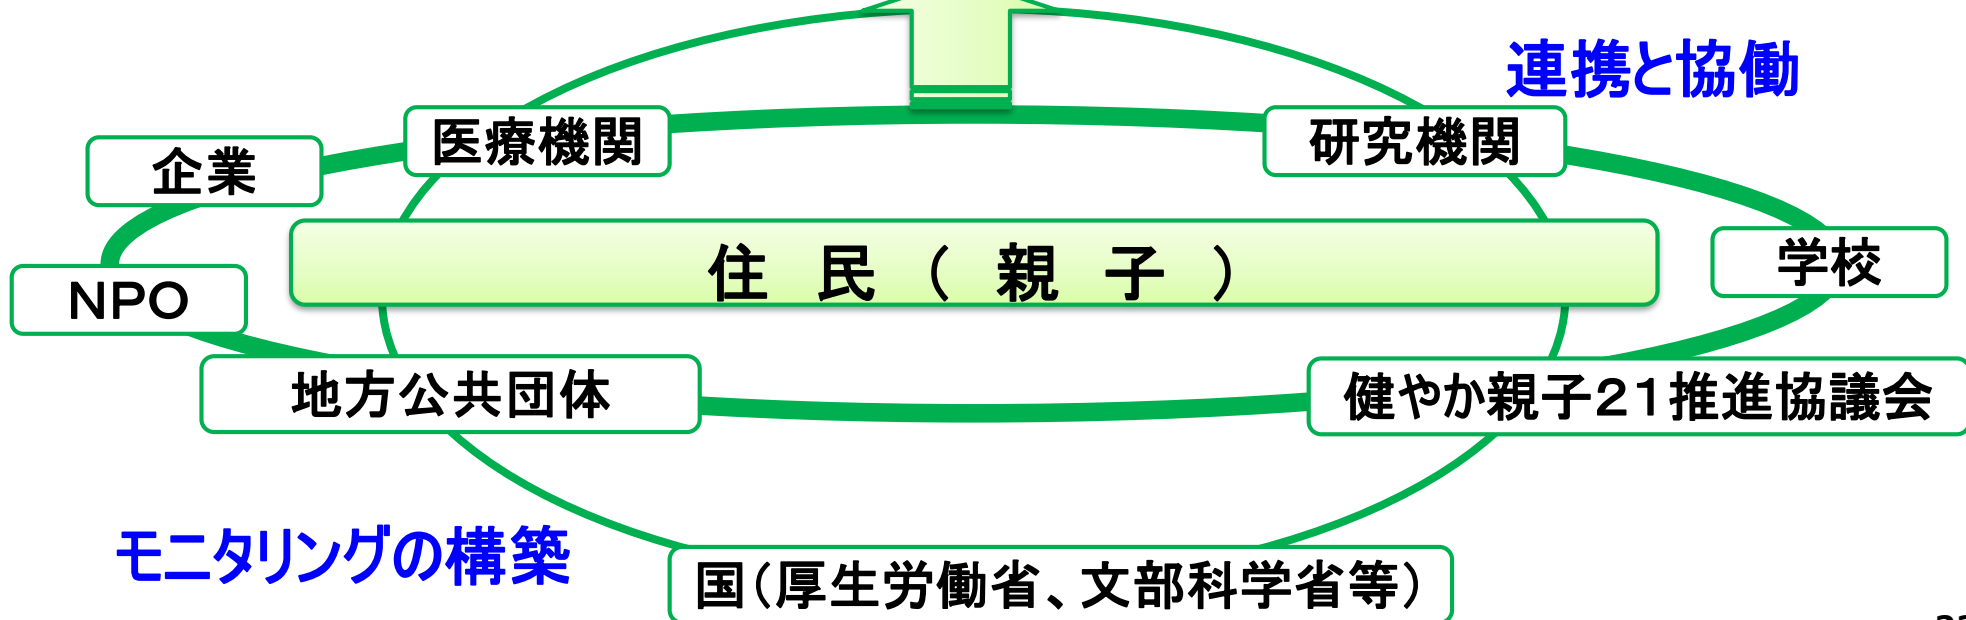 連携と協働
医療機関
研究機関
企業
住　民　（　親　子　）
学校
ＮＰＯ
地方公共団体
健やか親子２１推進協議会
モニタリングの構築
国（厚生労働省、文部科学省等）